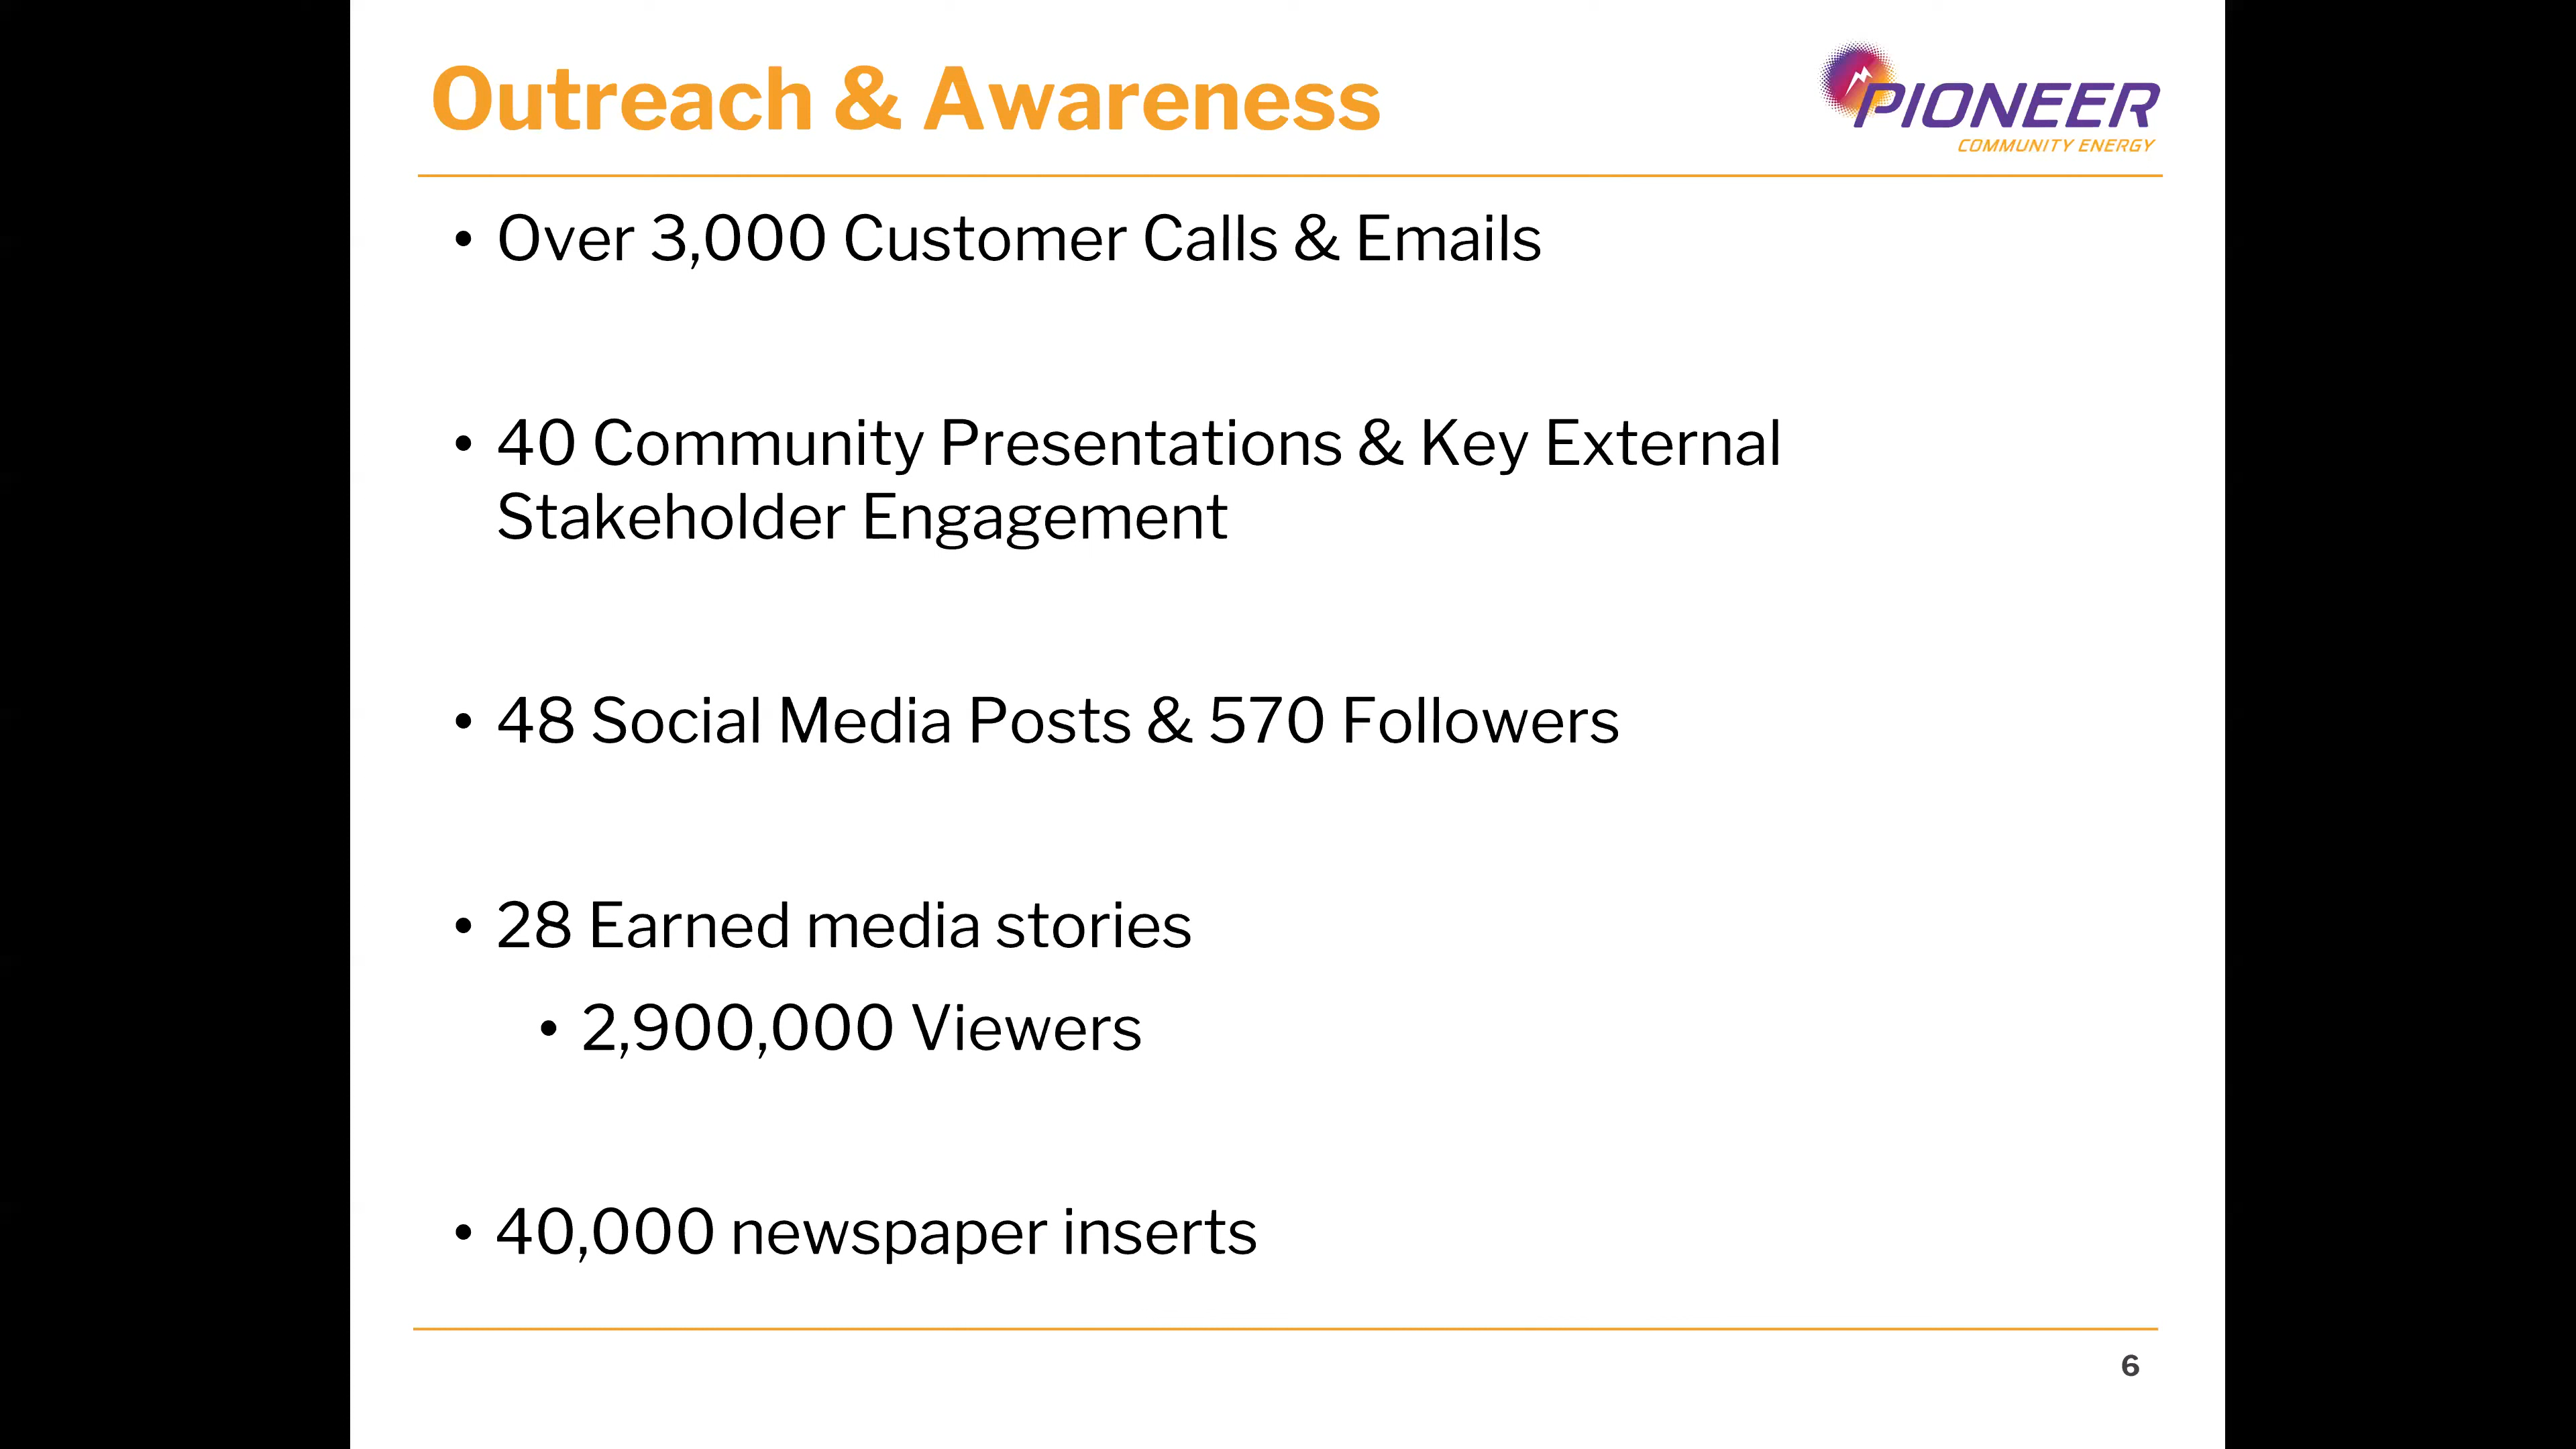 Outreach & Awareness
PIONEER
COMMUNITY ENERGY
• Over 3,000 Customer Calls & Emails
• 40 Community Presentations & Key External
Stakeholder Engagement
• 48 Social Media Posts & 570 Followers
• 28 Earned media stories
• 2,900,000 Viewers
• 40,000 newspaper inserts
6